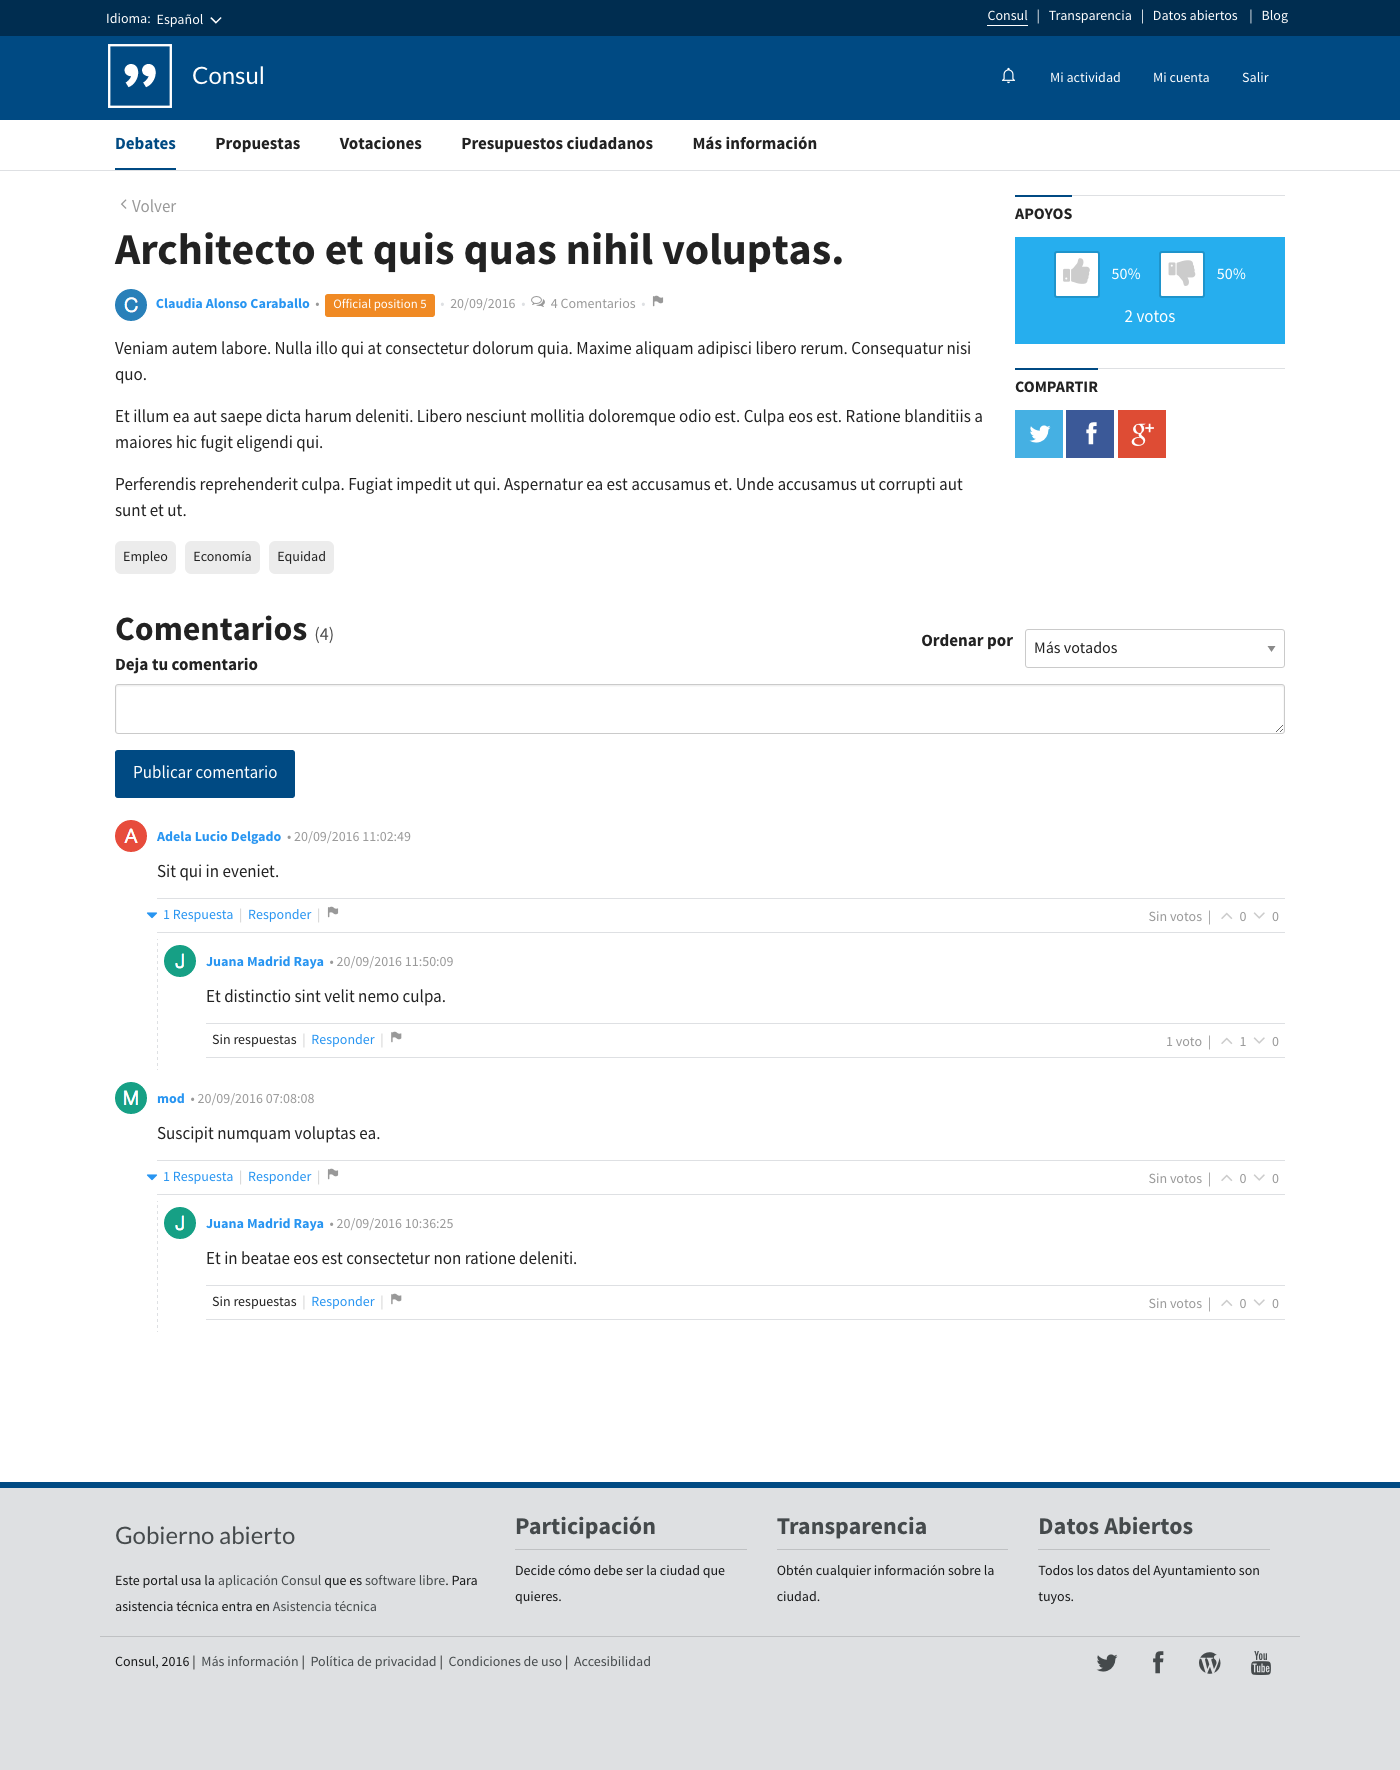 Idioma: Español
Consul | Transparencia | Datos abiertos | Blog
Consul
Mi actividad Mi cuenta Salir
Debates Propuestas Votaciones Presupuestos ciudadanos Más información
Volver
Architecto et quis quas nihil voluptas.
C Claudia Alonso Caraballo • Official position 5 • 20/09/2016 • 4 Comentarios •
Veniam autem labore. Nulla illo qui at consectetur dolorum quia. Maxime aliquam adipisci libero rerum. Consequatur nisi
quo.
Et illum ea aut saepe dicta harum deleniti. Libero nesciunt mollitia doloremque odio est. Culpa eos est. Ratione blanditiis a
maiores hic fugit eligendi qui.
Perferendis reprehenderit culpa. Fugiat impedit ut qui. Aspernatur ea est accusamus et. Unde accusamus ut corrupti aut
sunt et ut.
Empleo Economía Equidad
APOYOS
50% 50%
2 votos
COMPARTIR
Comentarios (4)
Ordenar por Más votados
Deja tu comentario
Publicar comentario
A Adela Lucio Delgado • 20/09/2016 11:02:49
Sit qui in eveniet.
1 Respuesta | Responder |
Sin votos | 0 0
J Juana Madrid Raya • 20/09/2016 11:50:09
Et distinctio sint velit nemo culpa.
Sin respuestas | Responder |
1 voto | 1 0
M mod • 20/09/2016 07:08:08
Suscipit numquam voluptas ea.
1 Respuesta | Responder |
Sin votos | 0 0
J Juana Madrid Raya • 20/09/2016 10:36:25
Et in beatae eos est consectetur non ratione deleniti.
Sin respuestas | Responder |
Sin votos | 0 0
Gobierno abierto
Este portal usa la aplicación Consul que es software libre. Para
asistencia técnica entra en Asistencia técnica
Participación
Decide cómo debe ser la ciudad que
quieres.
Transparencia
Obtén cualquier información sobre la
ciudad.
Datos Abiertos
Todos los datos del Ayuntamiento son
tuyos.
Consul, 2016 | Más información | Política de privacidad | Condiciones de uso | Accesibilidad
You
Tube